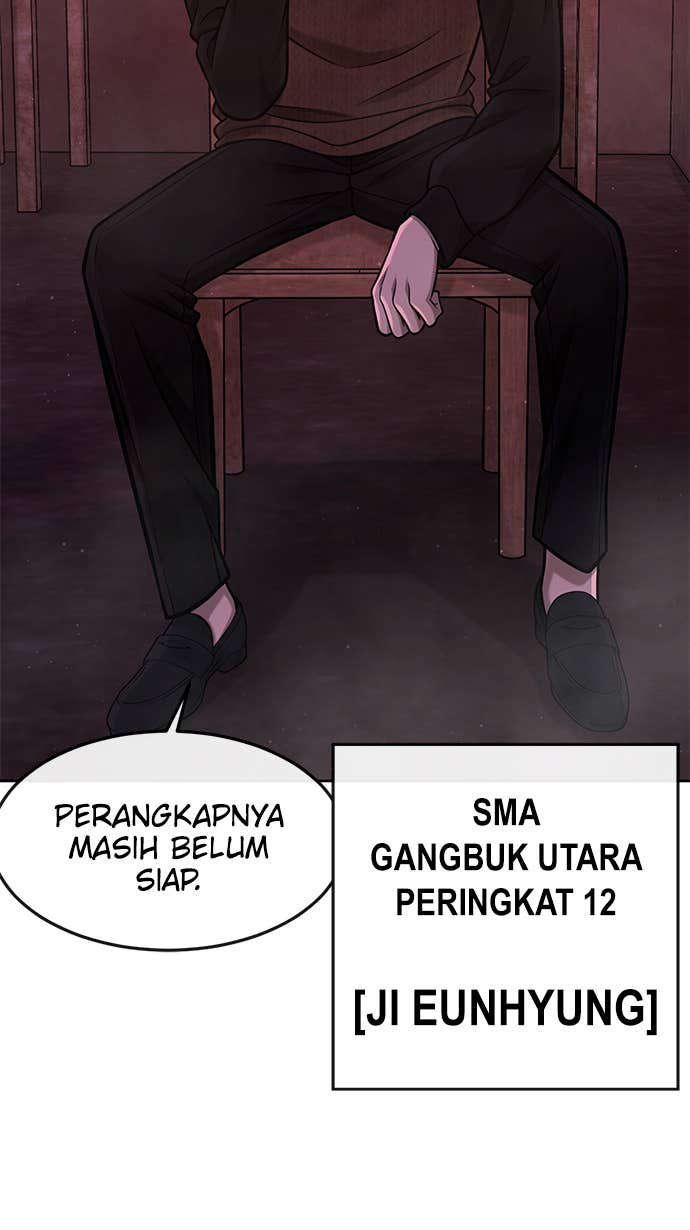 PERANGKAPNYA
MASIH BELUM
SIAP.
SMA
GANGBUK UTARA
PERINGKAT 12
[JI EUNHYUNG]